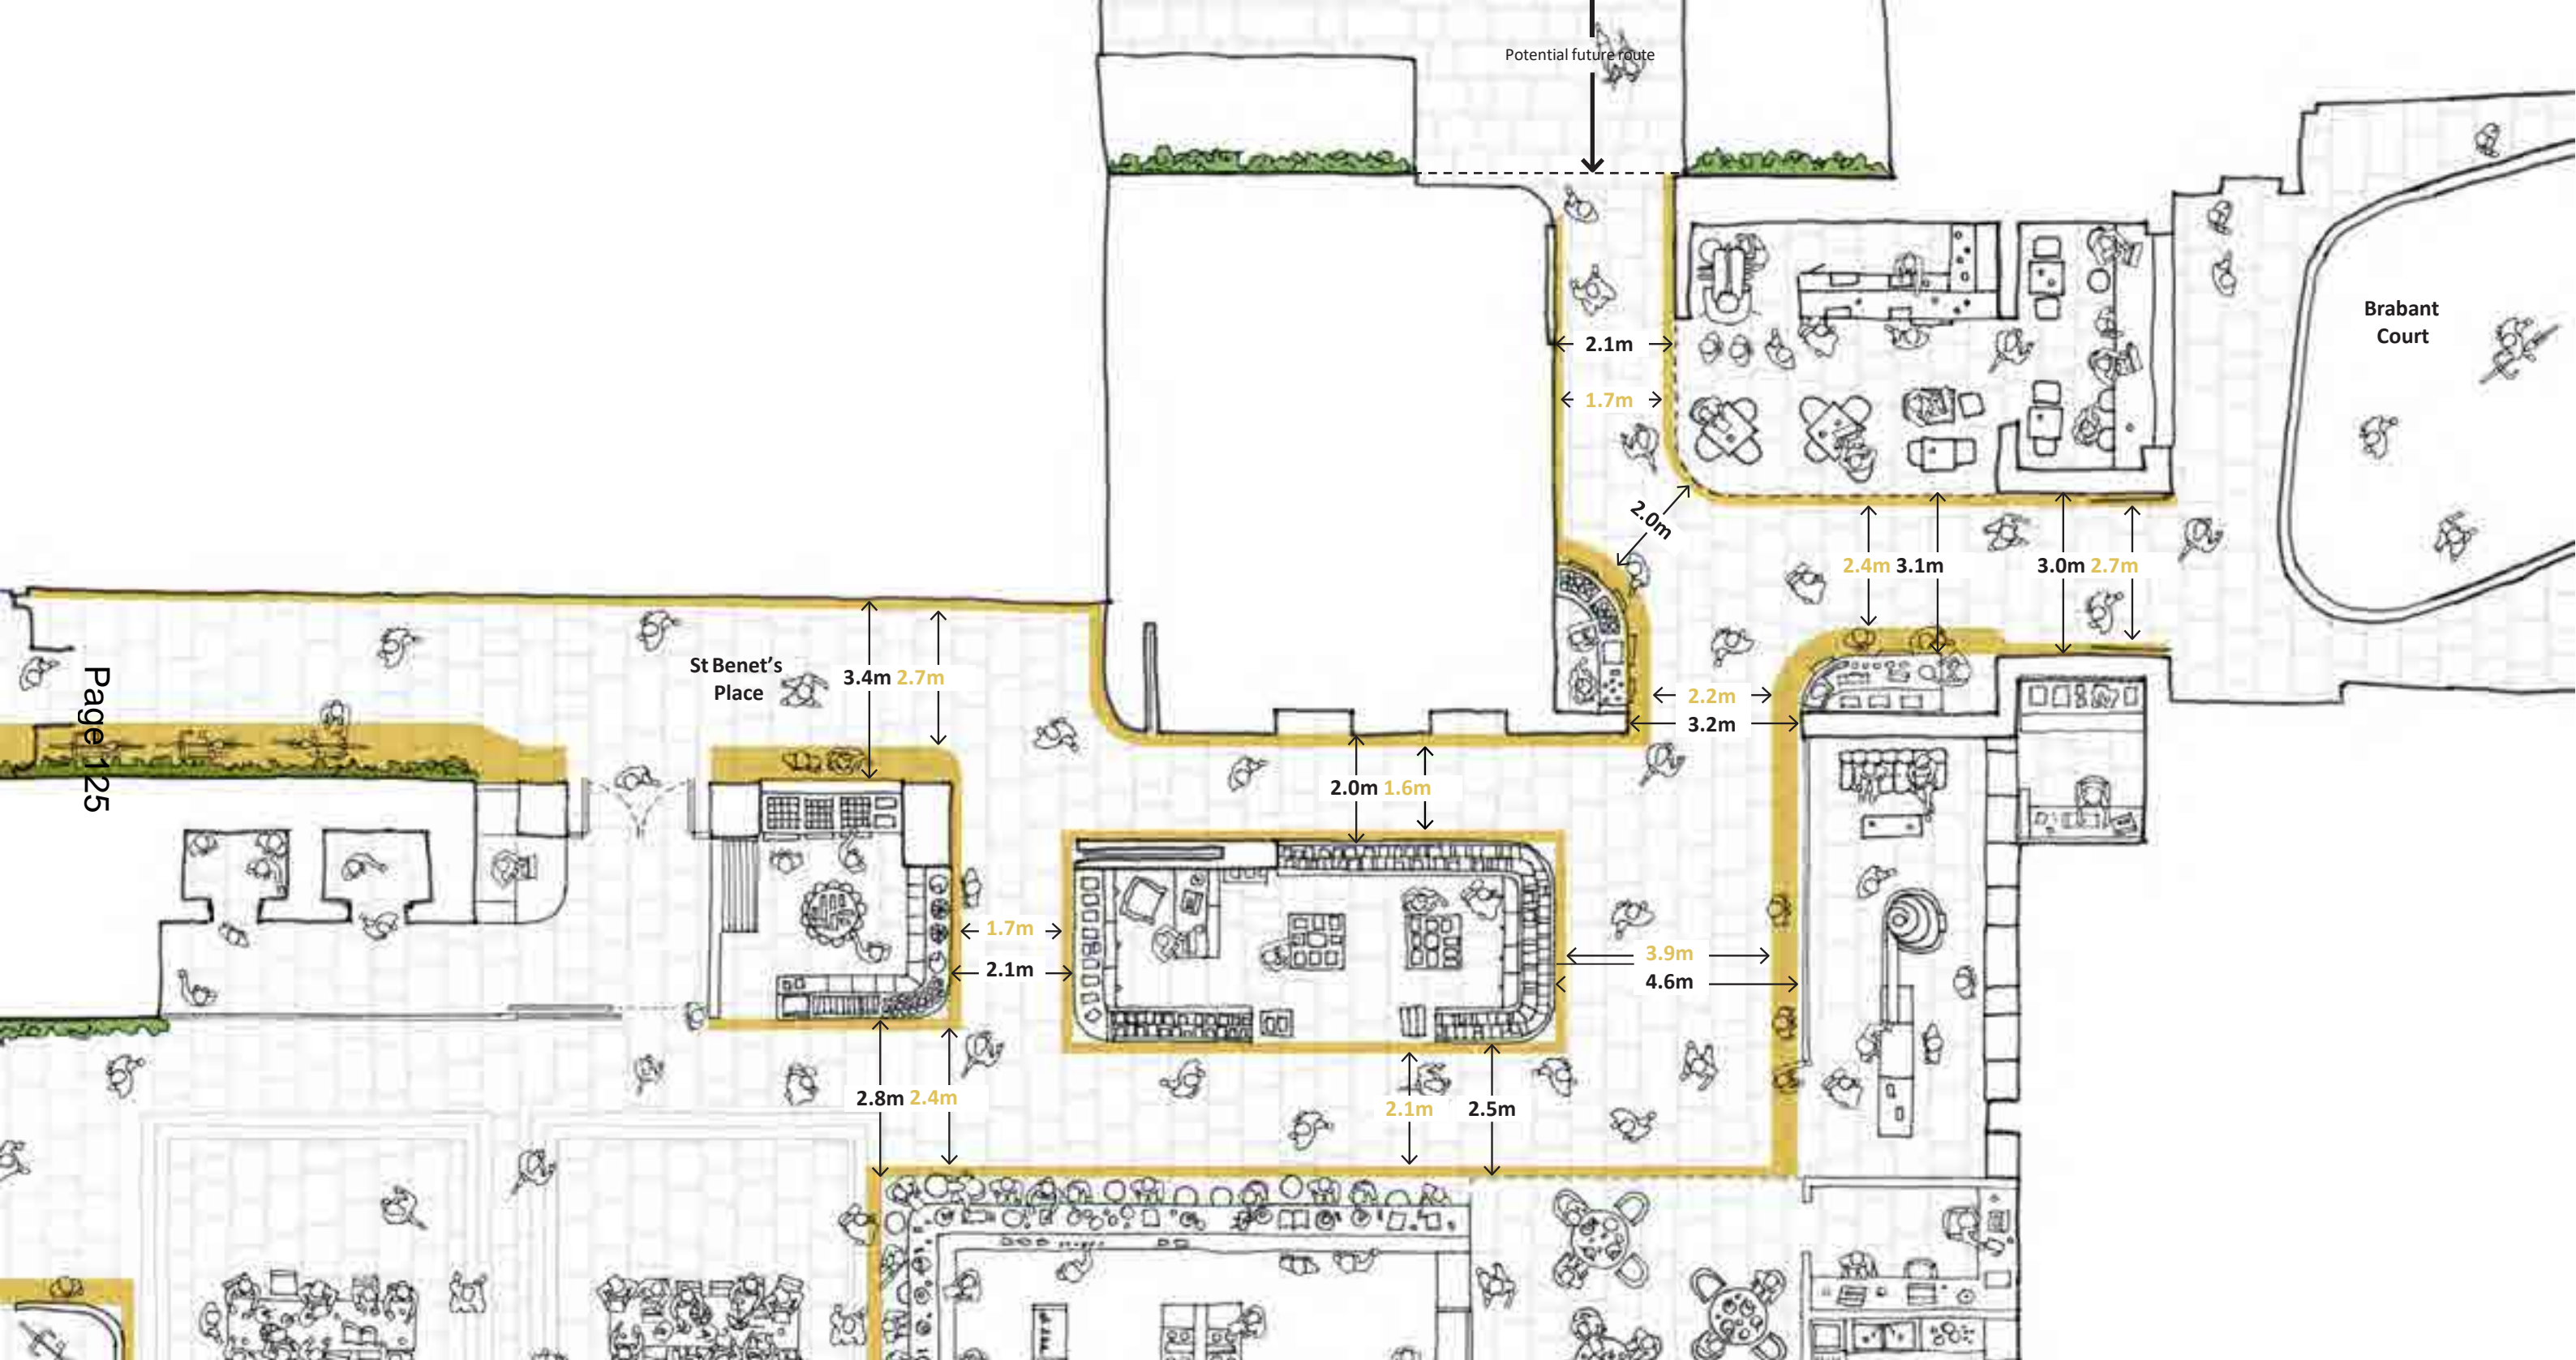 Potential future route
Brabant
Court
2.1m
1.7m
2.0m
2.4m 3.1m
3.0m 2.7m
St Benet's
Place
3.4m 2.7m
2.2m
3.2m
2.0m 1.6m
Page 125
1.7m
2.1m
3.9m
4.6m
2.8m 2.4m
2.1m
2.5m